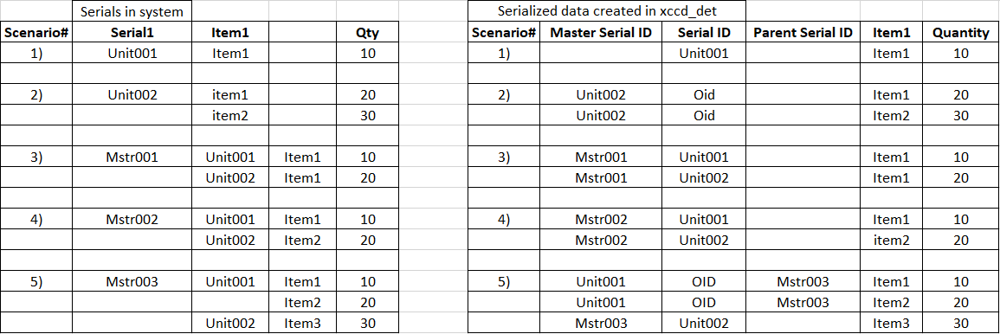 Serials in system Serialized data created in xccd_det
Scenario# Serial1 Item1 Qty Scenario# Master Serial ID Serial ID Parent Serial ID Item1 Quantity
1) Unit001 Item1 10 1) Unit001 Item1 10
2) Unit002 item1 20 2) Unit002 Oid Item1 20
item2 30 Unit002 Oid Item2 30
3) Mstr001 Unit001 Item1 10 3) Mstr001 Unit001 Item1 10
Unit002 Item1 20 Mstr001 Unit002 Item1 20
4) Mstr002 Unit001 Item1 10 4) Mstr002 Unit001 Item1 10
Unit002 Item2 20 Mstr002 Unit002 item2 20
5) Mstr003 Unit001 Item1 10 5) Unit001 OID Mstr003 Item1 10
Item2 20 Unit001 OID Mstr003 Item2 20
Unit002 Item3 30 Mstr003 Unit002 Item3 30